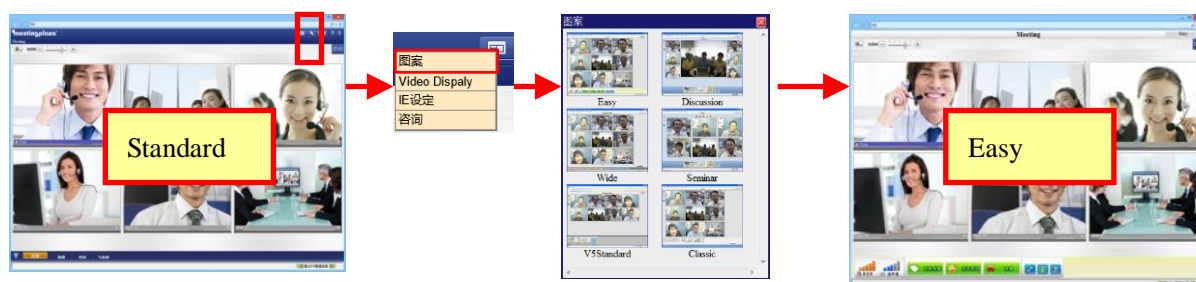 meetingplaza
Meeting
Standard
图案
Video Dispaly
IE设定
咨询
图案
Easy
Discussion
Wide
Seminar
V5Standard
Classic
Meeting
Easy